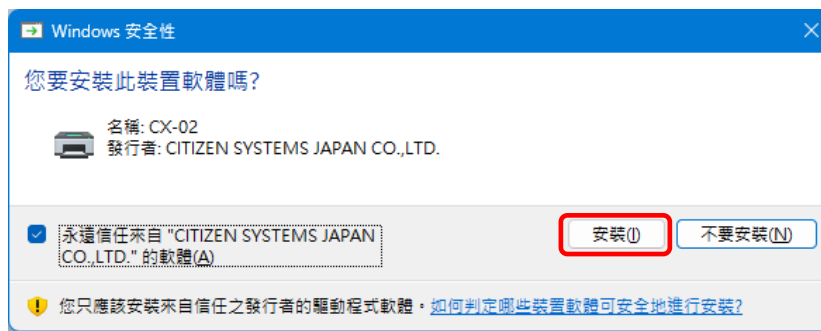 Windows 安全性
您要安裝此裝置軟體嗎?
名稱: CX-02
發行者: CITIZEN SYSTEMS JAPAN CO.,LTD.
永遠信任來自 "CITIZEN SYSTEMS JAPAN
CO.,LTD." 的軟體(A)
安裝(I)
不要安裝(N)
您只應該安裝來自信任之發行者的驅動程式軟體。如何判定哪些裝置軟體可安全地進行安裝?